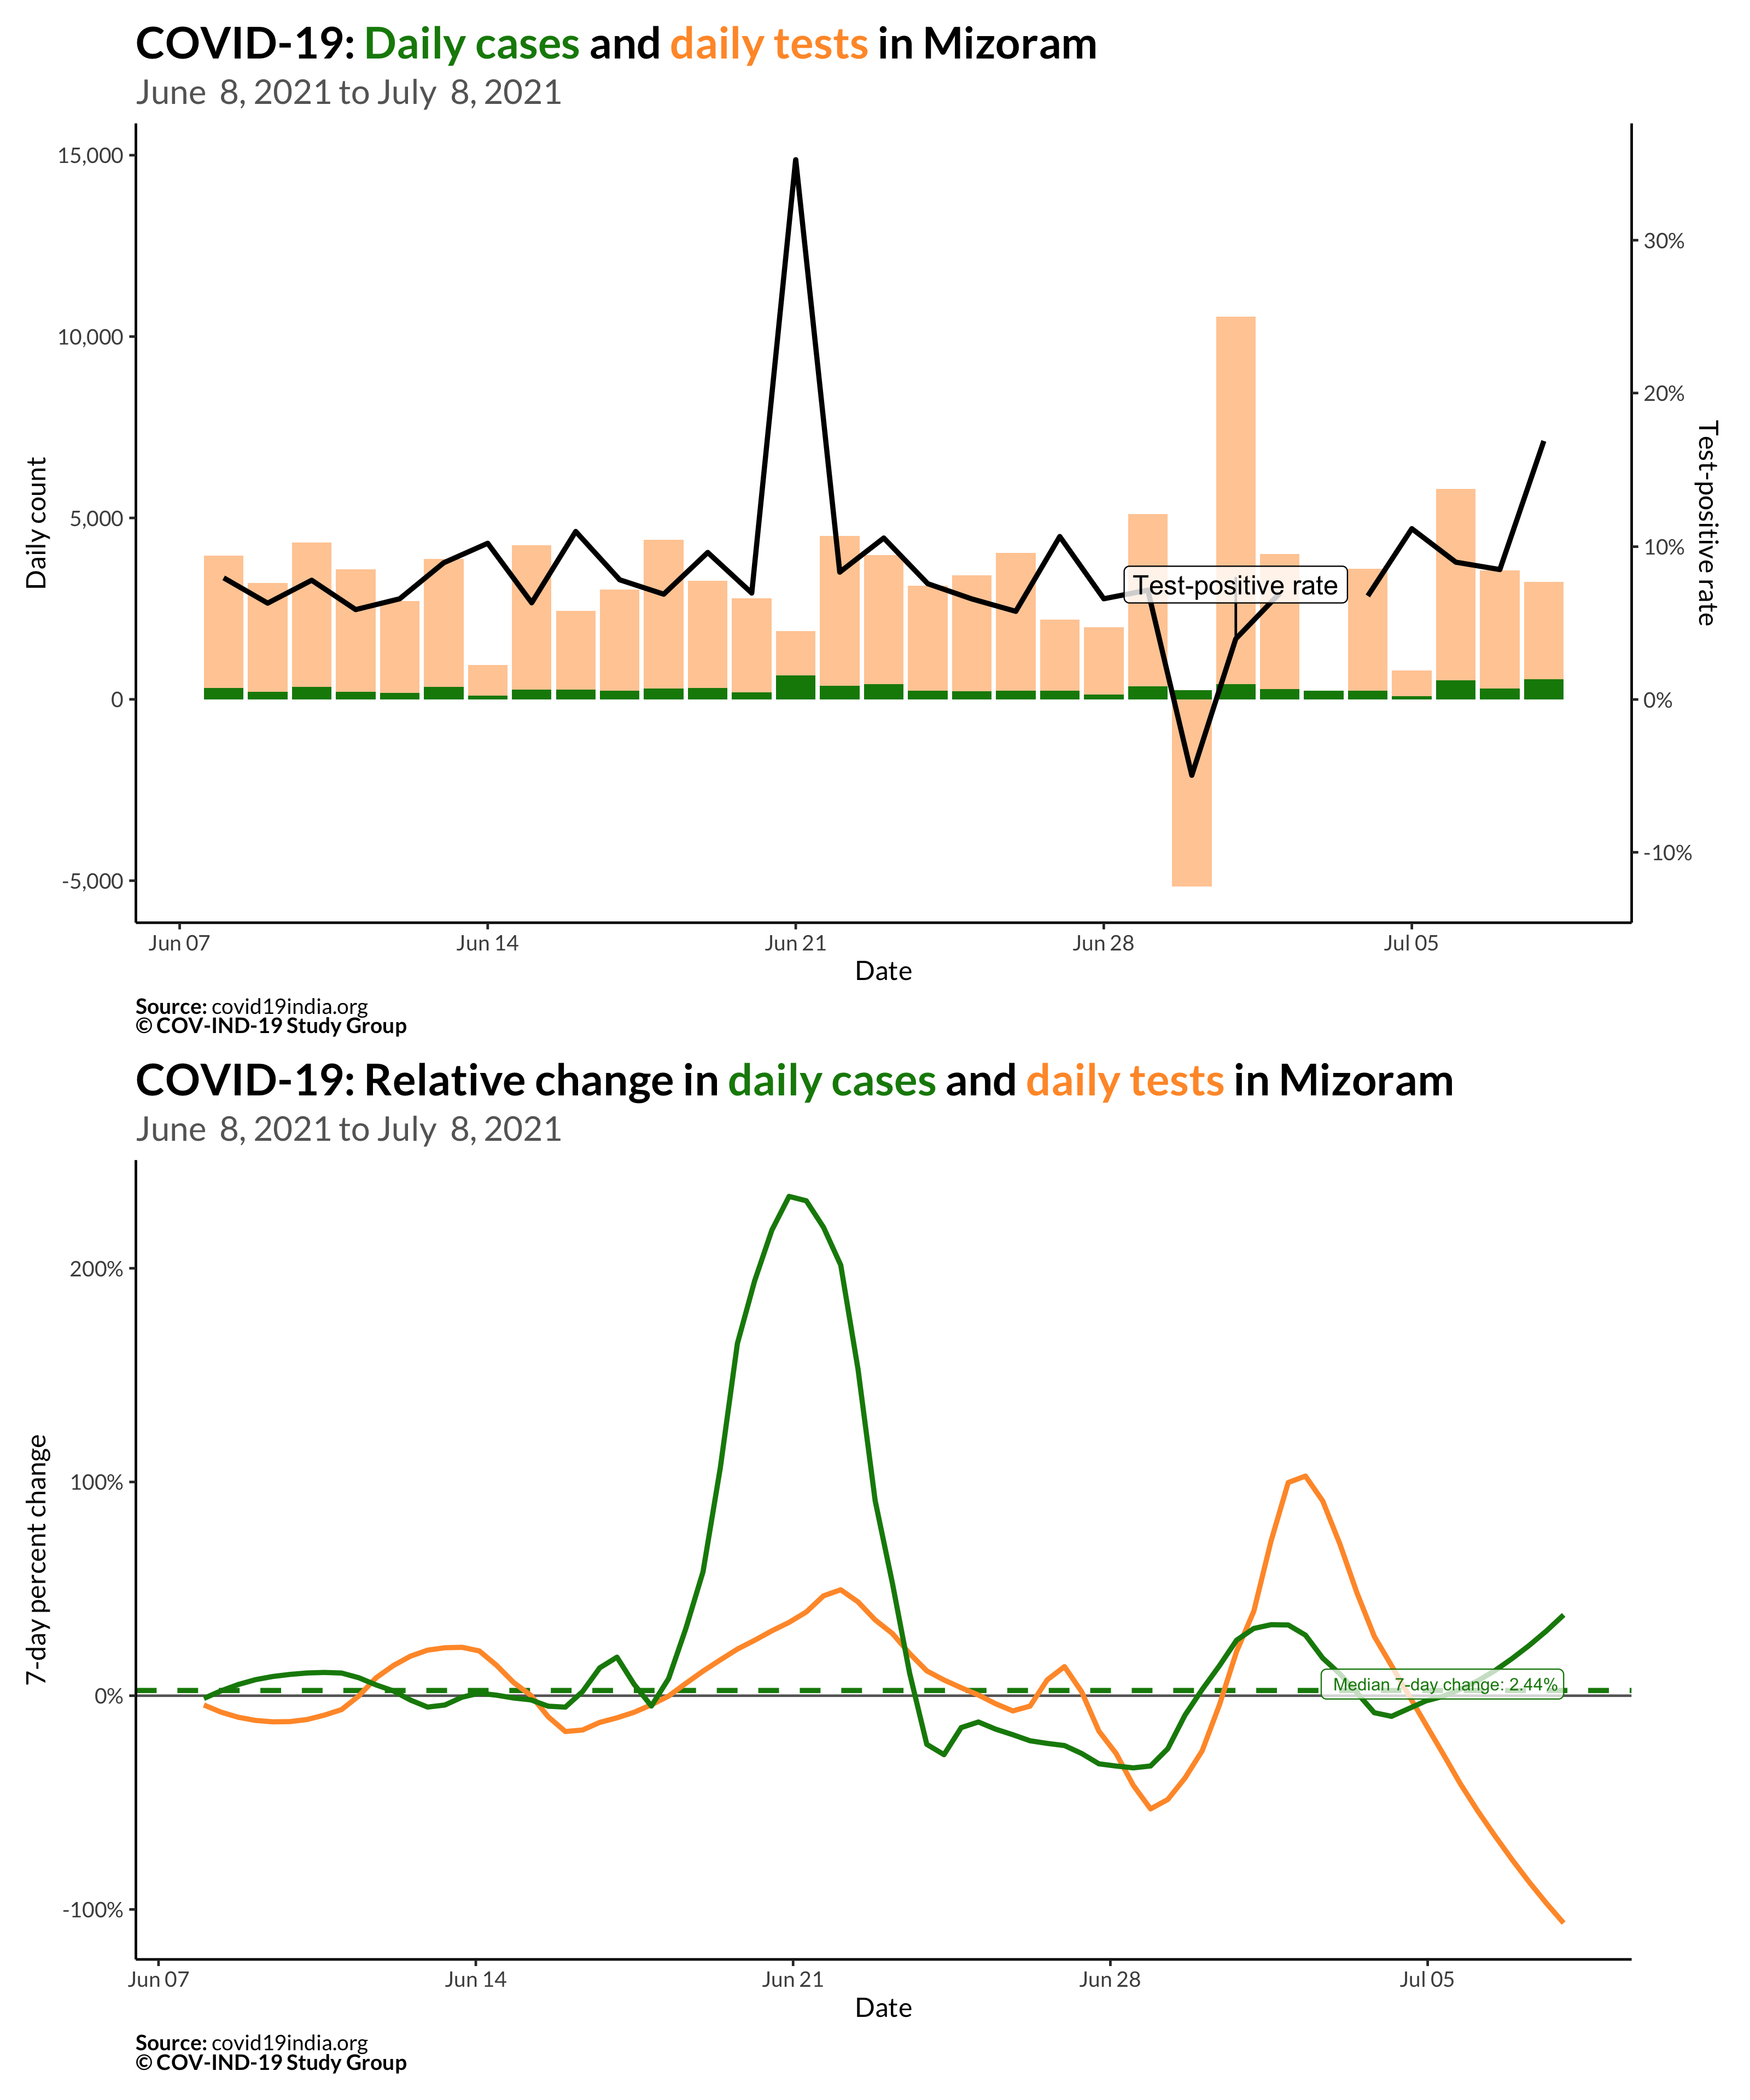 COVID-19: Daily cases and daily tests in Mizoram
June 8, 2021 to July 8, 2021
15,000
10,000
5,000
0
-5,000
Daily count
30%
20%
10%
0%
-10%
Test-positive rate
Test-positive rate
Jun 07
Jun 14
Jun 21
Jun 28
Jul 05
Date
Source: covid19india.org
© COV-IND-19 Study Group
COVID-19: Relative change in daily cases and daily tests in Mizoram
June 8, 2021 to July 8, 2021
200%
100%
0%
-100%
7-day percent change
Median 7-day change: 2.44%
Jun 07
Jun 14
Jun 21
Jun 28
Jul 05
Date
Source: covid19india.org
© COV-IND-19 Study Group